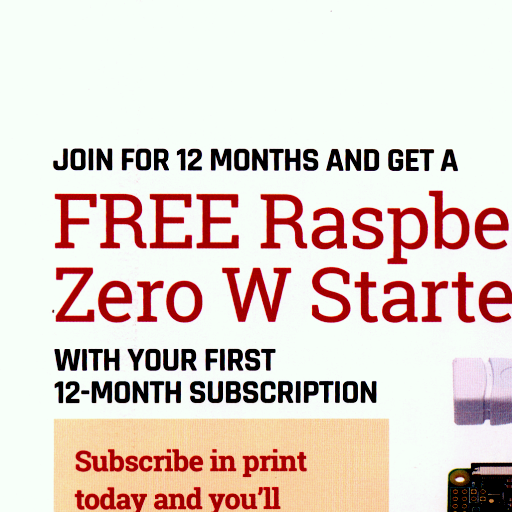 JOIN FOR 12 MONTHS AND GET A
FREE Raspbe
Zero W Starte
WITH YOUR FIRST
12-MONTH SUBSCRIPTION
Subscribe in print
today and you'll